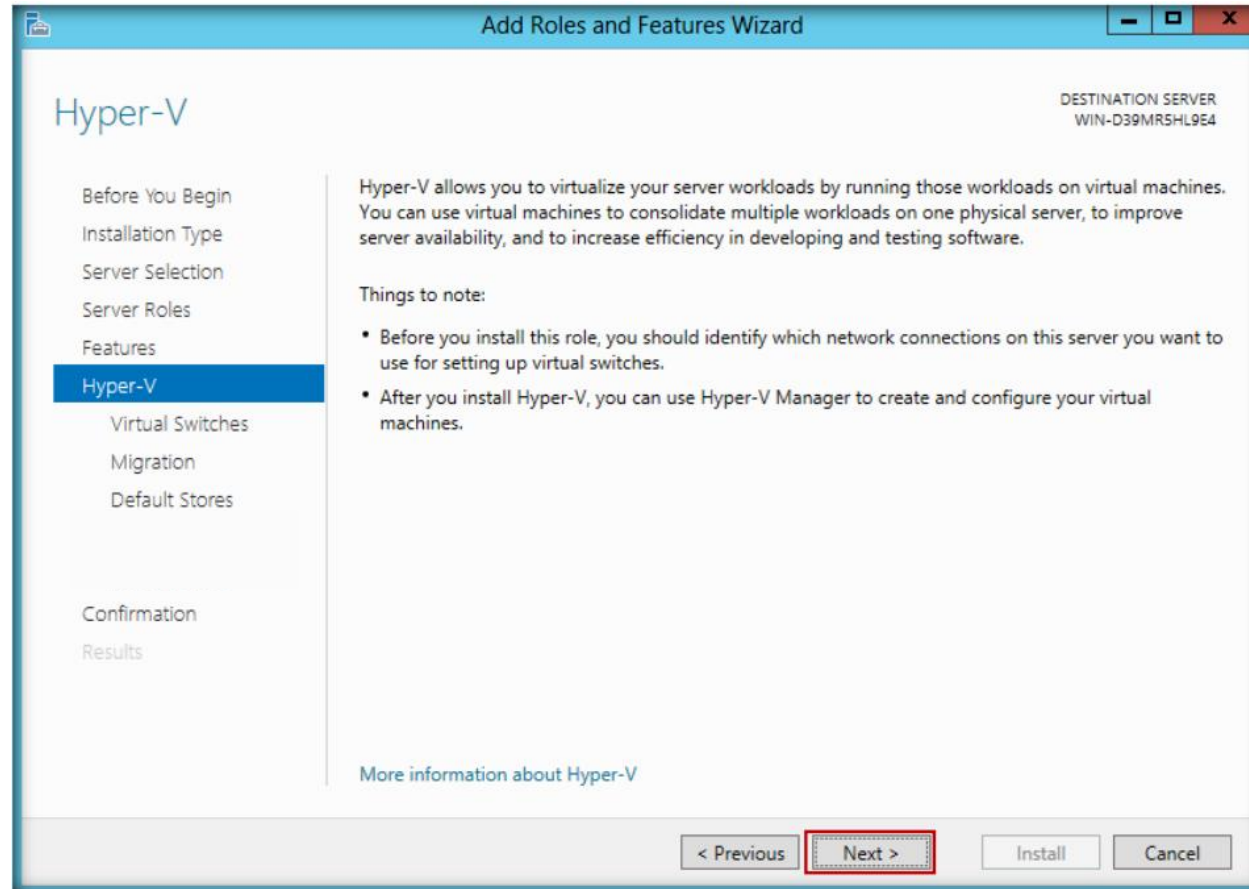 Add Roles and Features Wizard
Hyper-V
DESTINATION SERVER
WIN-D39MR5HL9E4
Before You Begin
Installation Type
Server Selection
Server Roles
Features
Hyper-V
Virtual Switches
Migration
Default Stores
Confirmation
Results
Hyper-V allows you to virtualize your server workloads by running those workloads on virtual machines.
You can use virtual machines to consolidate multiple workloads on one physical server, to improve
server availability, and to increase efficiency in developing and testing software.
Things to note:
• Before you install this role, you should identify which network connections on this server you want to
use for setting up virtual switches.
• After you install Hyper-V, you can use Hyper-V Manager to create and configure your virtual
machines.
More information about Hyper-V
< Previous
Next >
Install
Cancel